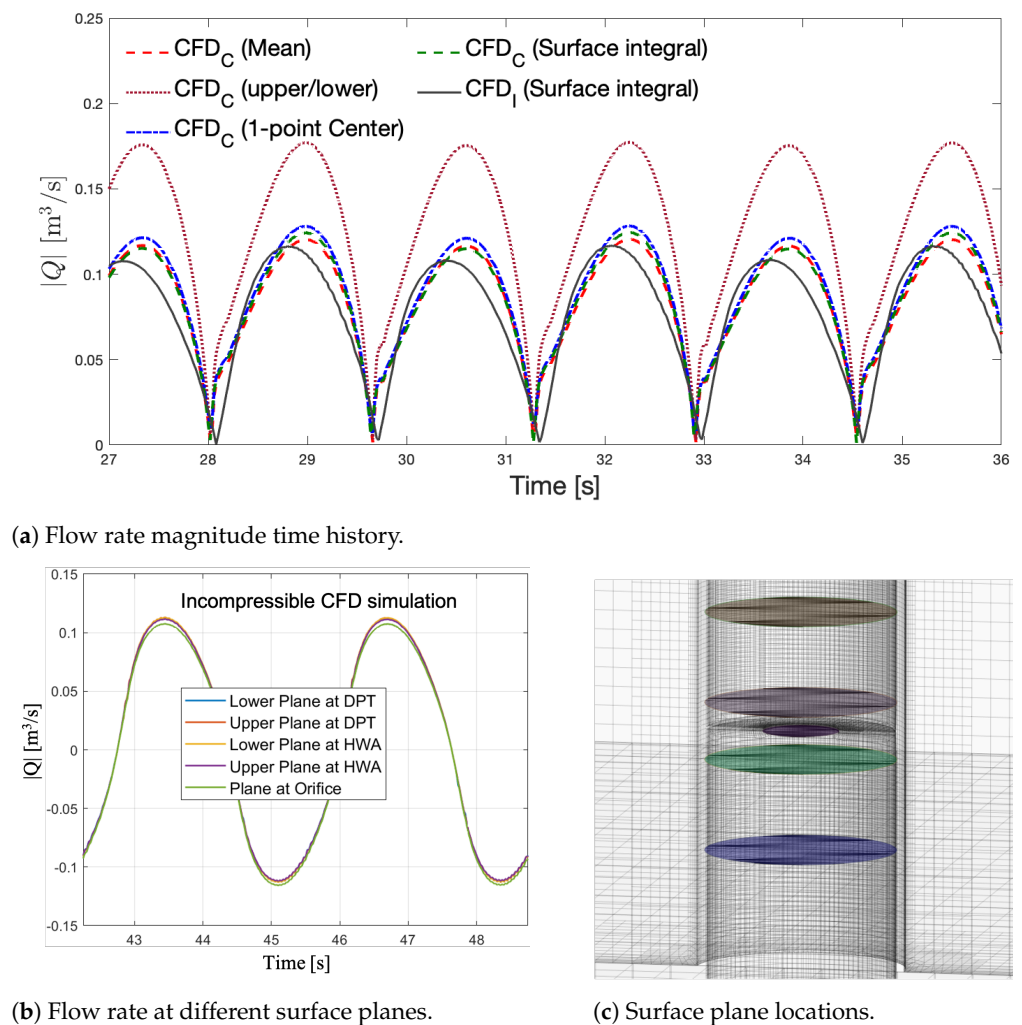 0.25
0.2
0.15
0.1
0.05
0
|Q| [m³/s]
CFD_C (Mean)
CFD_C (upper/lower)
CFD_C (1-point Center)
CFD_C (Surface integral)
CFD_I (Surface integral)
27 28 29 30 31 32 33 34 35 36
Time [s]
(a) Flow rate magnitude time history.
0.15
0.1
0.05
0
-0.05
-0.1
-0.15
|Q| [m³/s]
Incompressible CFD simulation
Lower Plane at DPT
Upper Plane at DPT
Lower Plane at HWA
Upper Plane at HWA
Plane at Orifice
43 44 45 46 47 48
Time [s]
(b) Flow rate at different surface planes.
(c) Surface plane locations.